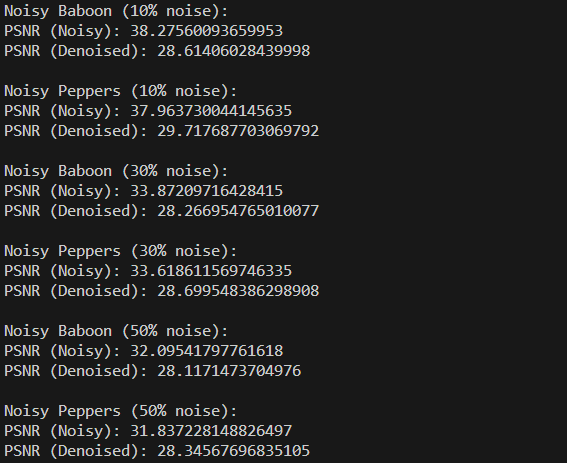 Noisy Baboon (10% noise):
PSNR (Noisy): 38.27560093659953
PSNR (Denoised): 28.61406028439998
Noisy Peppers (10% noise):
PSNR (Noisy): 37.963730044145635
PSNR (Denoised): 29.717687703069792
Noisy Baboon (30% noise):
PSNR (Noisy): 33.87209716428415
PSNR (Denoised): 28.266954765010077
Noisy Peppers (30% noise):
PSNR (Noisy): 33.618611569746335
PSNR (Denoised): 28.699548386298908
Noisy Baboon (50% noise):
PSNR (Noisy): 32.09541797761618
PSNR (Denoised): 28.1171473704976
Noisy Peppers (50% noise):
PSNR (Noisy): 31.837228148826497
PSNR (Denoised): 28.34567696835105